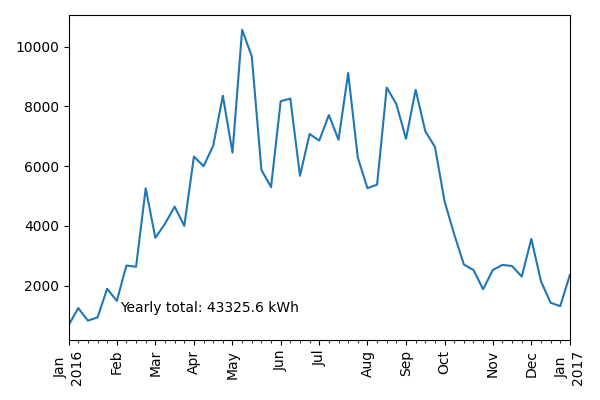 10000
8000
6000
4000
2000
Yearly total: 43325.6 kWh
Jan
2016
Feb
Mar
Apr
May
Jun
Jul
Aug
Sep
Oct
Nov
Dec
Jan
2017